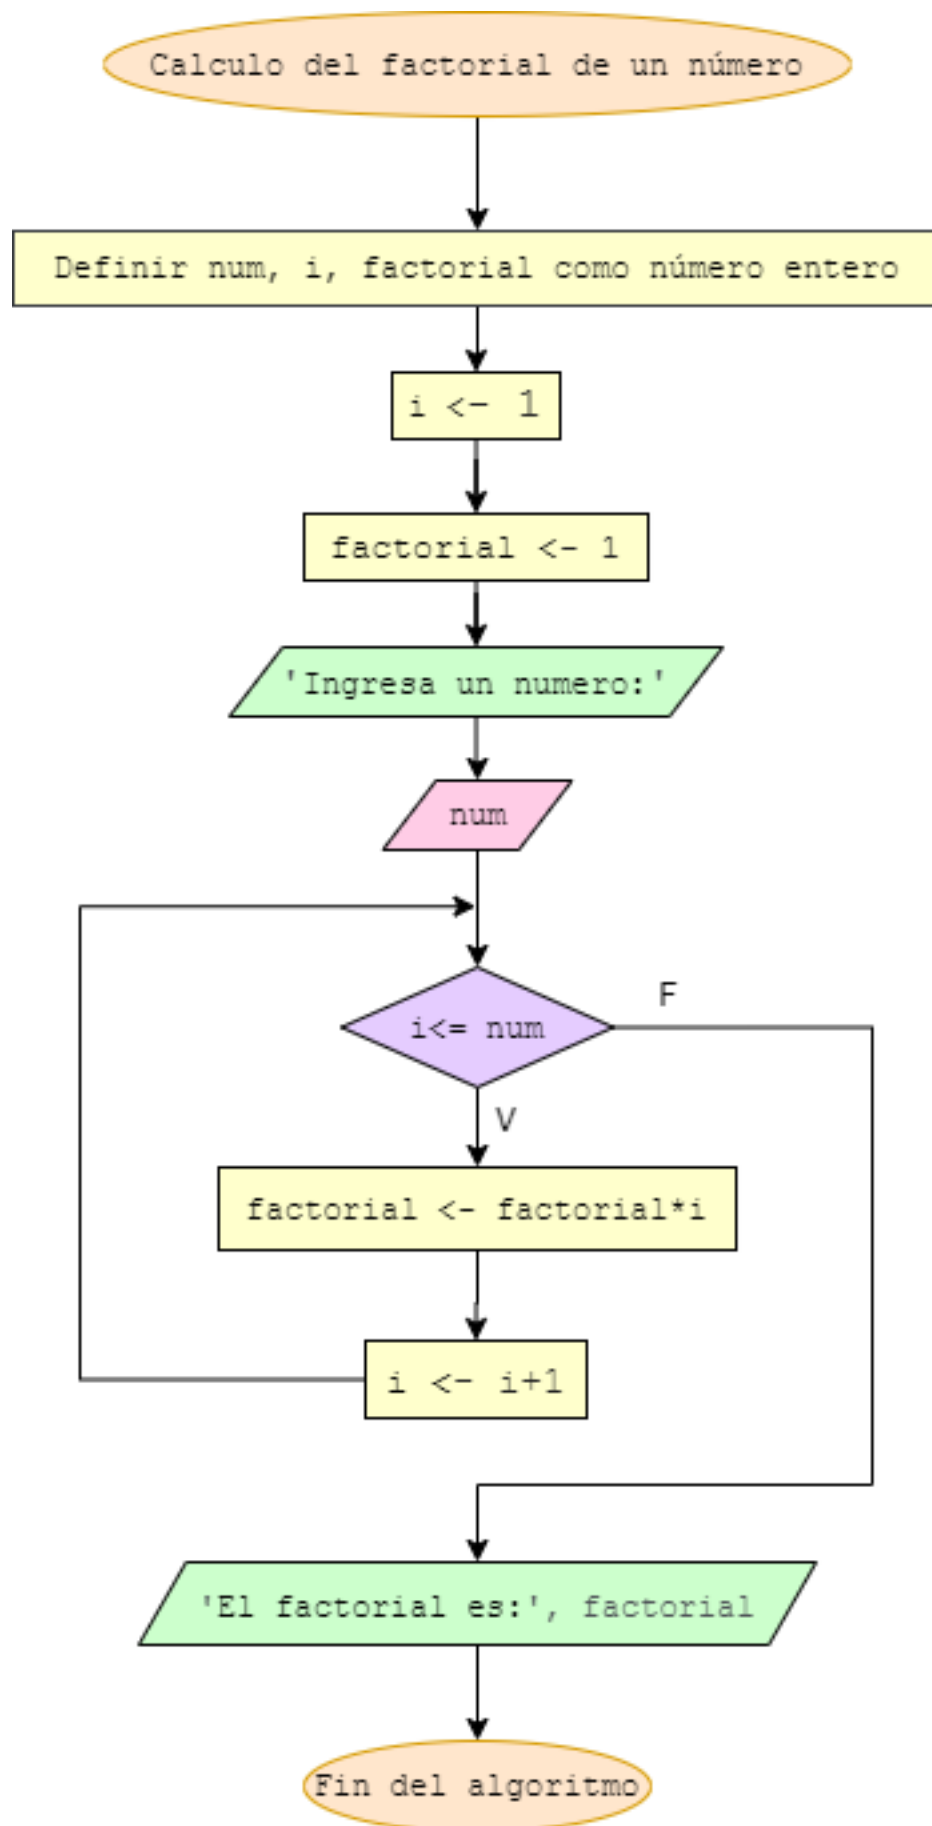 Calculo del factorial de un número
Definir num, i, factorial como número entero
i <- 1
factorial <- 1
'Ingresa un numero:'
num
i<= num
F
V
factorial <- factorial*i
i <- i+1
'El factorial es:', factorial
Fin del algoritmo